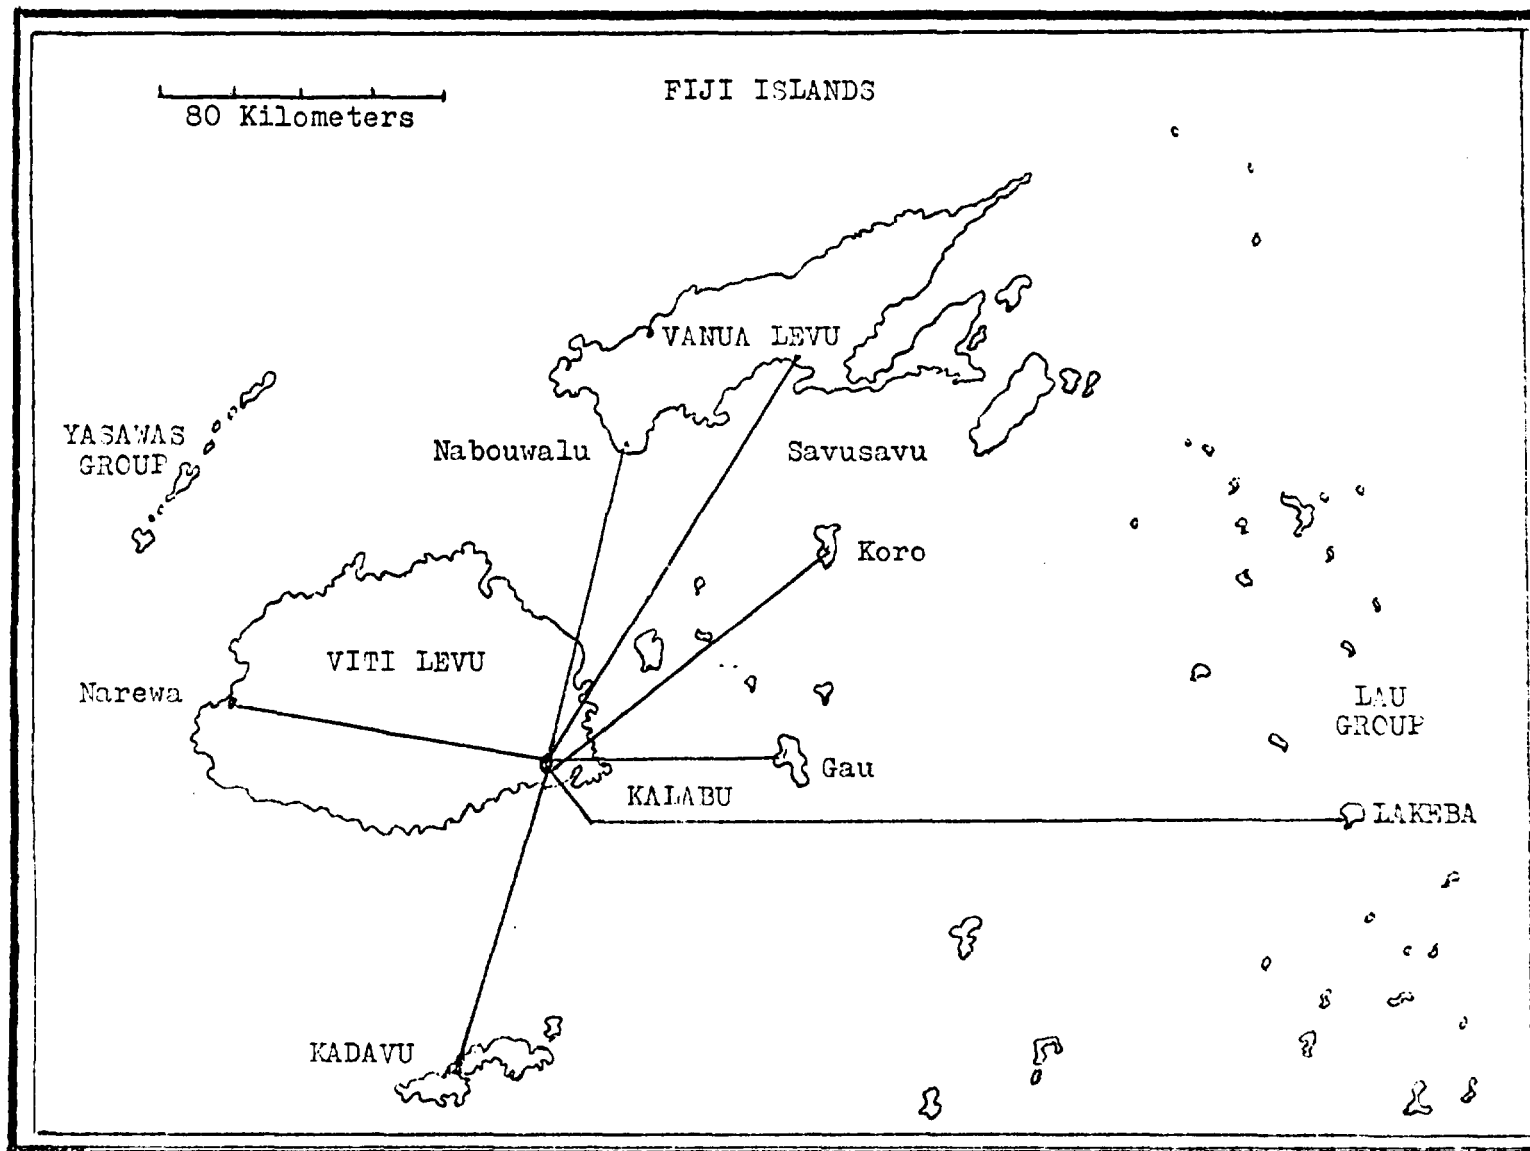 FIJI ISLANDS
80 Kilometers
VANUA LEVU
YASAWAS
GROUP
Nabouwalu
Savusavu
Koro
VITI LEVU
Narewa
LAU
GROUP
Gau
KALABU
LAKEBA
KADAVU